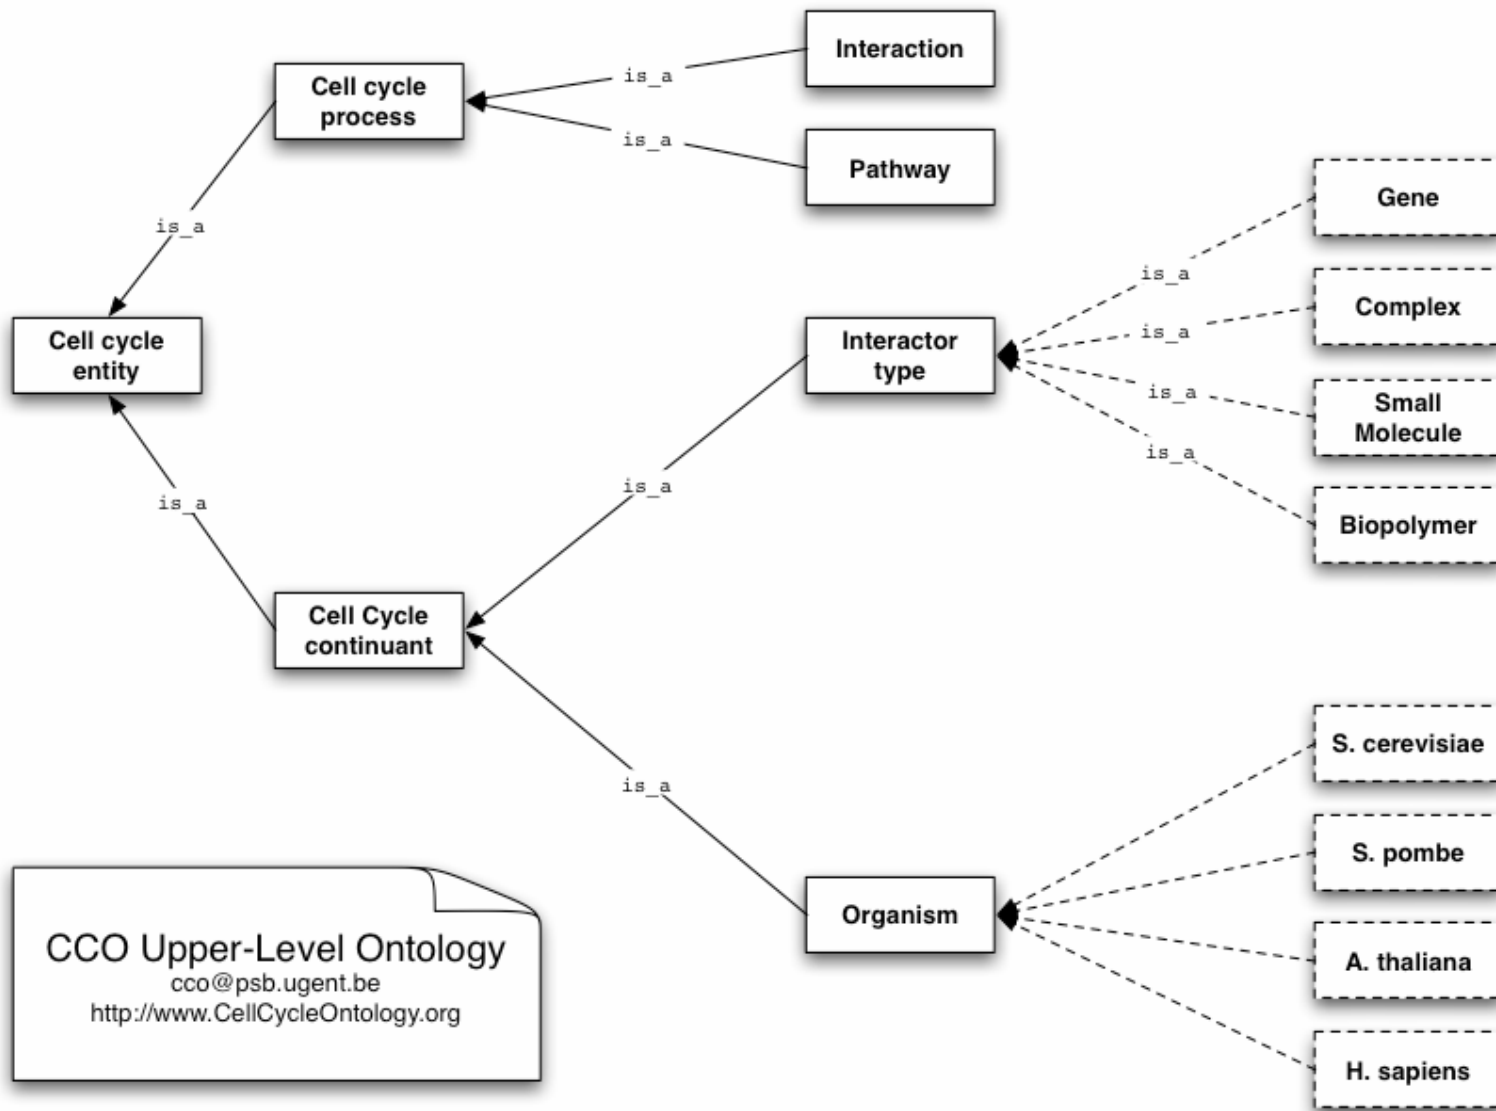 Interaction
is_a
Cell cycle
process
is_a
Pathway
Gene
is_a
is_a
Complex
Cell cycle
entity
Interactor
type
is_a
is_a
Small
Molecule
is_a
Biopolymer
is_a
is_a
Cell Cycle
continuant
S. cerevisiae
is_a
S. pombe
Organism
A. thaliana
H. sapiens
CCO Upper-Level Ontology
cco@psb.ugent.be
http://www.CellCycleOntology.org